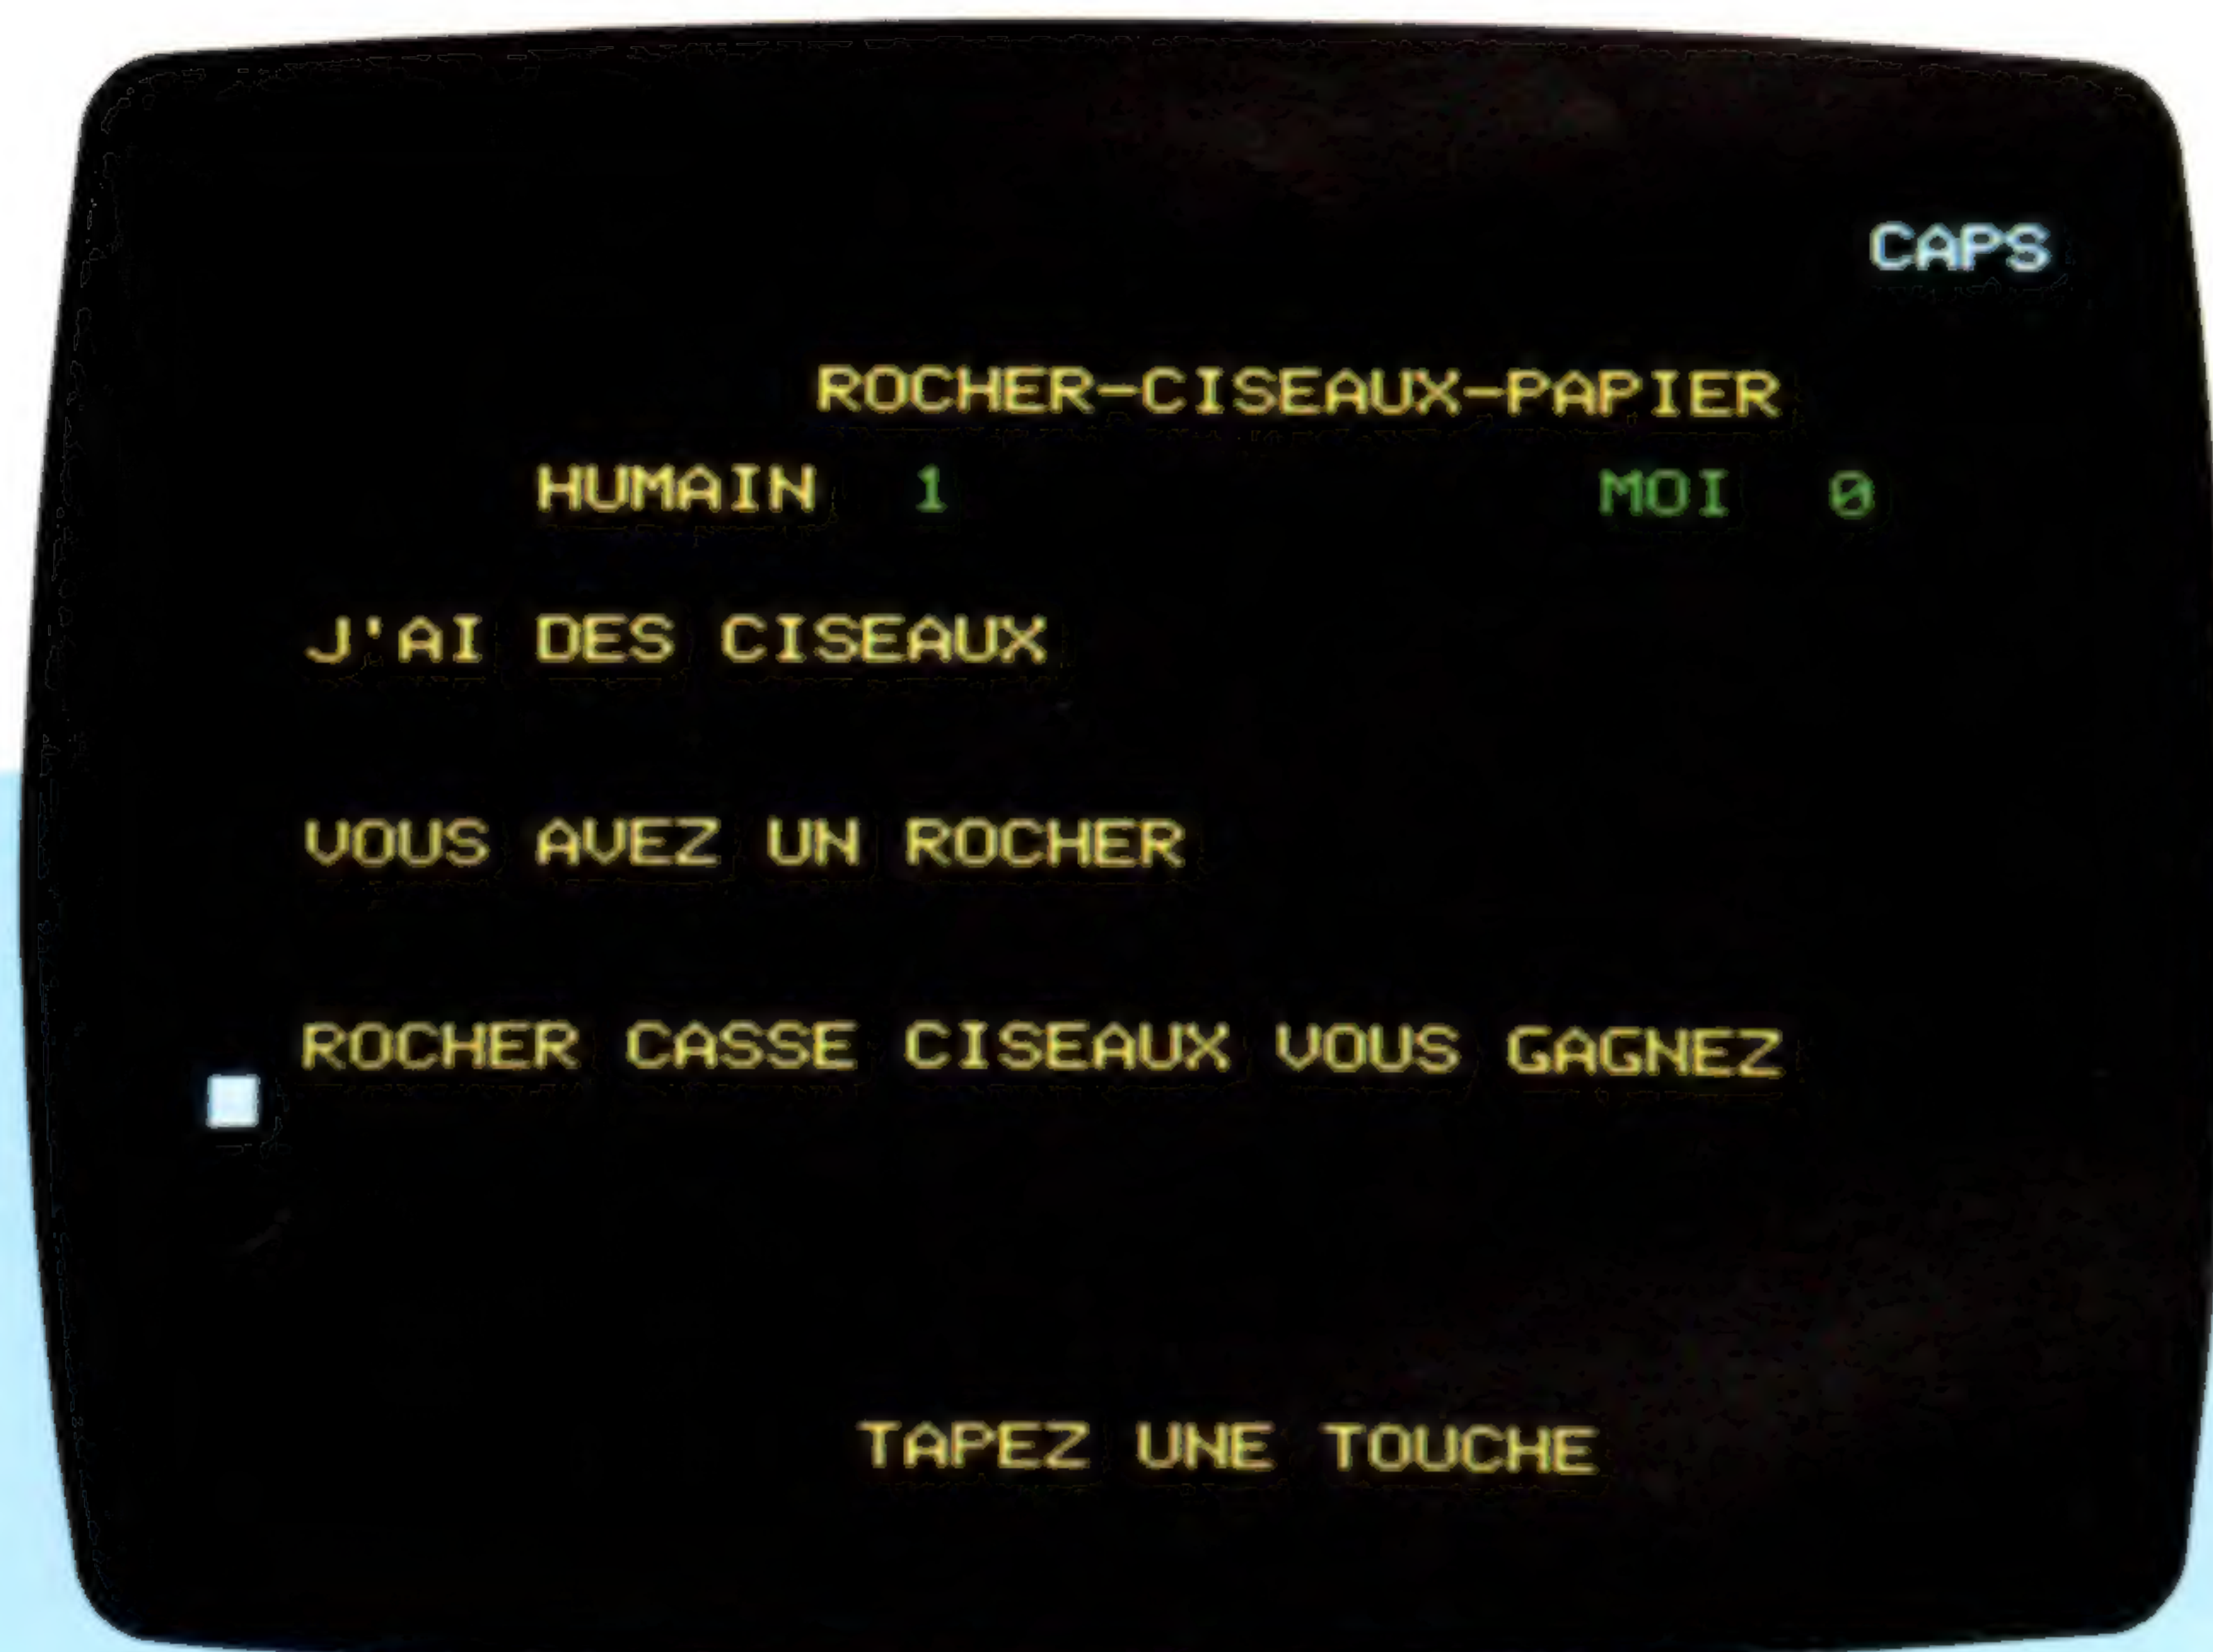 CAPS
ROCHER-CISEAUX-PAPIER
HUMAIN 1 MOI 0
J'AI DES CISEAUX
VOUS AVEZ UN ROCHER
ROCHER CASSE CISEAUX VOUS GAGNEZ
TAPEZ UNE TOUCHE